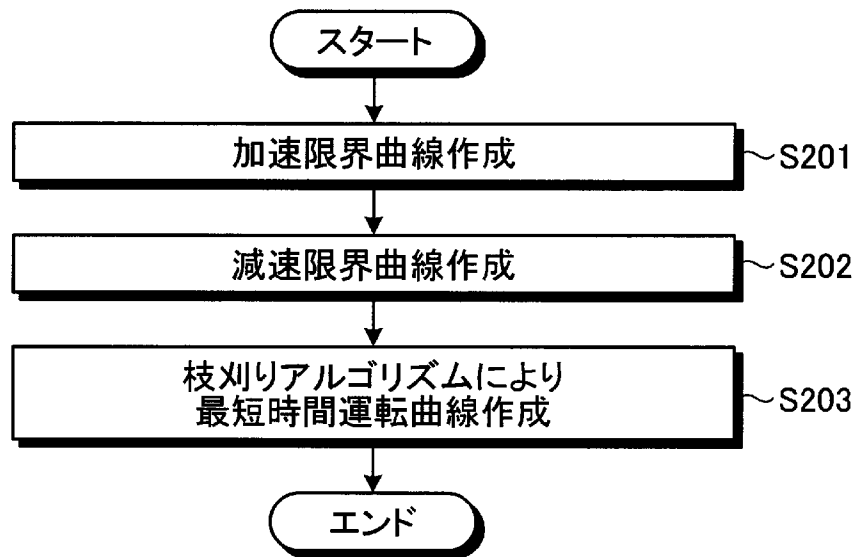 スタート
加速限界曲線作成
～S201
減速限界曲線作成
～S202
枝刈りアルゴリズムにより
最短時間運転曲線作成
～S203
エンド